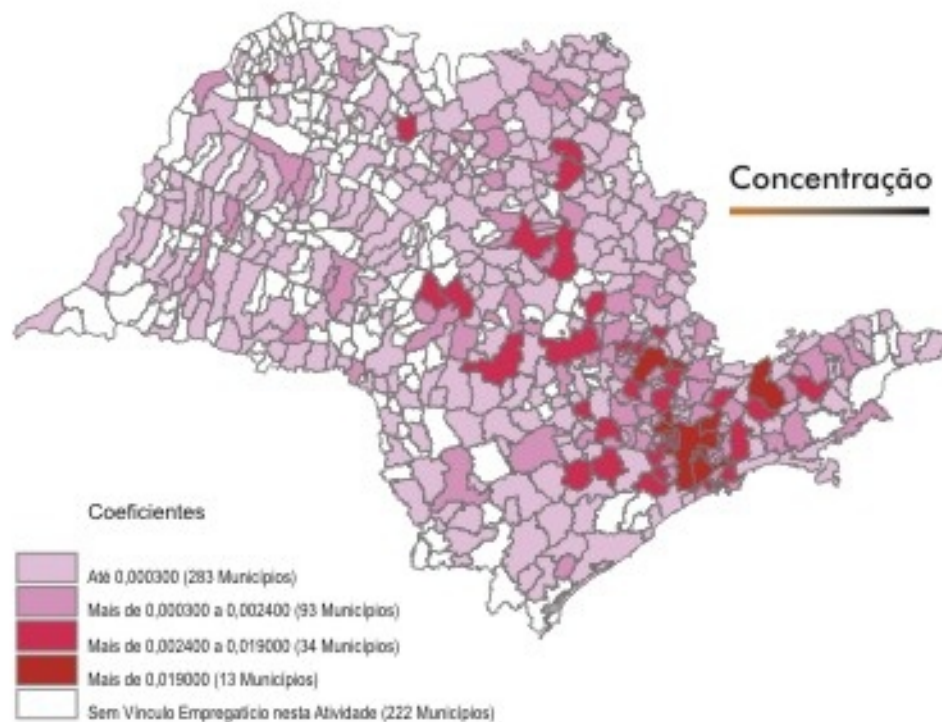 Concentração
Coeficientes
Até 0,000300 (283 Municípios)
Mais de 0,000300 a 0,002400 (93 Municípios)
Mais de 0,002400 a 0,019000 (34 Municípios)
Mais de 0,019000 (13 Municípios)
Sem Vínculo Empregatício nesta Atividade (222 Municípios)